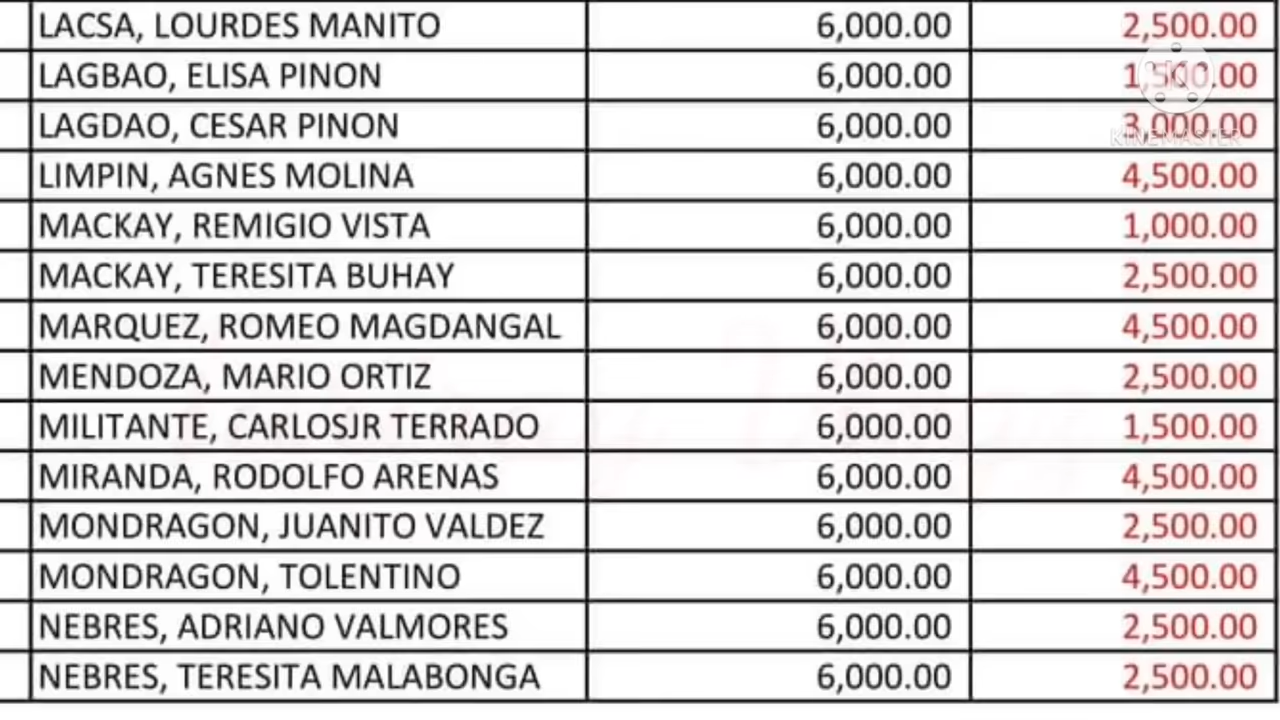 LACSA, LOURDES MANITO 6,000.00 2,500.00
LAGBAO, ELISA PINON 6,000.00 1,500.00
LAGDAO, CESAR PINON 6,000.00 3,000.00
KINEMASTER
LIMPIN, AGNES MOLINA 6,000.00 4,500.00
MACKAY, REMIGIO VISTA 6,000.00 1,000.00
MACKAY, TERESITA BUHAY 6,000.00 2,500.00
MARQUEZ, ROMEO MAGDANGAL 6,000.00 4,500.00
MENDOZA, MARIO ORTIZ 6,000.00 2,500.00
MILITANTE, CARLOSJR TERRADO 6,000.00 1,500.00
MIRANDA, RODOLFO ARENAS 6,000.00 4,500.00
MONDRAGON, JUANITO VALDEZ 6,000.00 2,500.00
MONDRAGON, TOLENTINO 6,000.00 4,500.00
NEBRES, ADRIANO VALMORES 6,000.00 2,500.00
NEBRES, TERESITA MALABONGA 6,000.00 2,500.00